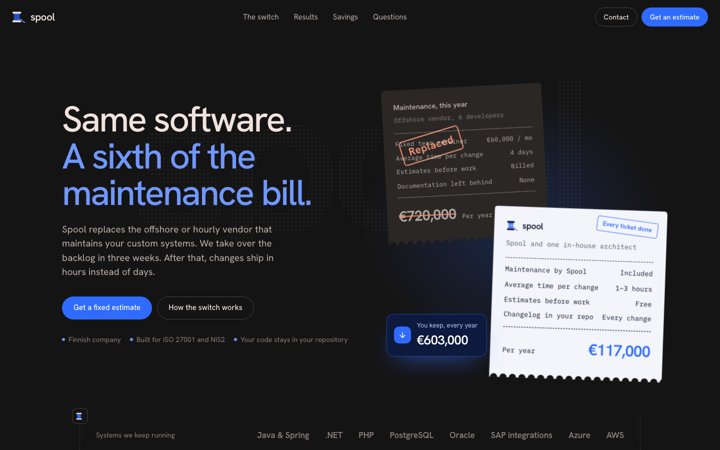 spool
The switch
Results
Savings
Questions
Contact
Get an estimate
Same software.
A sixth of the
maintenance bill.
Spool replaces the offshore or hourly vendor that
maintains your custom systems. We take over the
backlog in three weeks. After that, changes ship in
hours instead of days.
Get a fixed estimate
How the switch works
Finnish company
Built for ISO 27001 and NIS2
Your code stays in your repository
Maintenance, this year
Offshore vendor, 6 developers
€60,000 / mo
Average time per change 4 days
Estimates before work Billed
Documentation left behind None
Replaced
€720,000 Per year
spool
Every ticket done
Spool and one in-house architect
Maintenance by Spool Included
Average time per change 1–3 hours
Estimates before work Free
Changelog in your repo Every change
Per year €117,000
You keep, every year
€603,000
Systems we keep running
Java & Spring
.NET
PHP
PostgreSQL
Oracle
SAP integrations
Azure
AWS